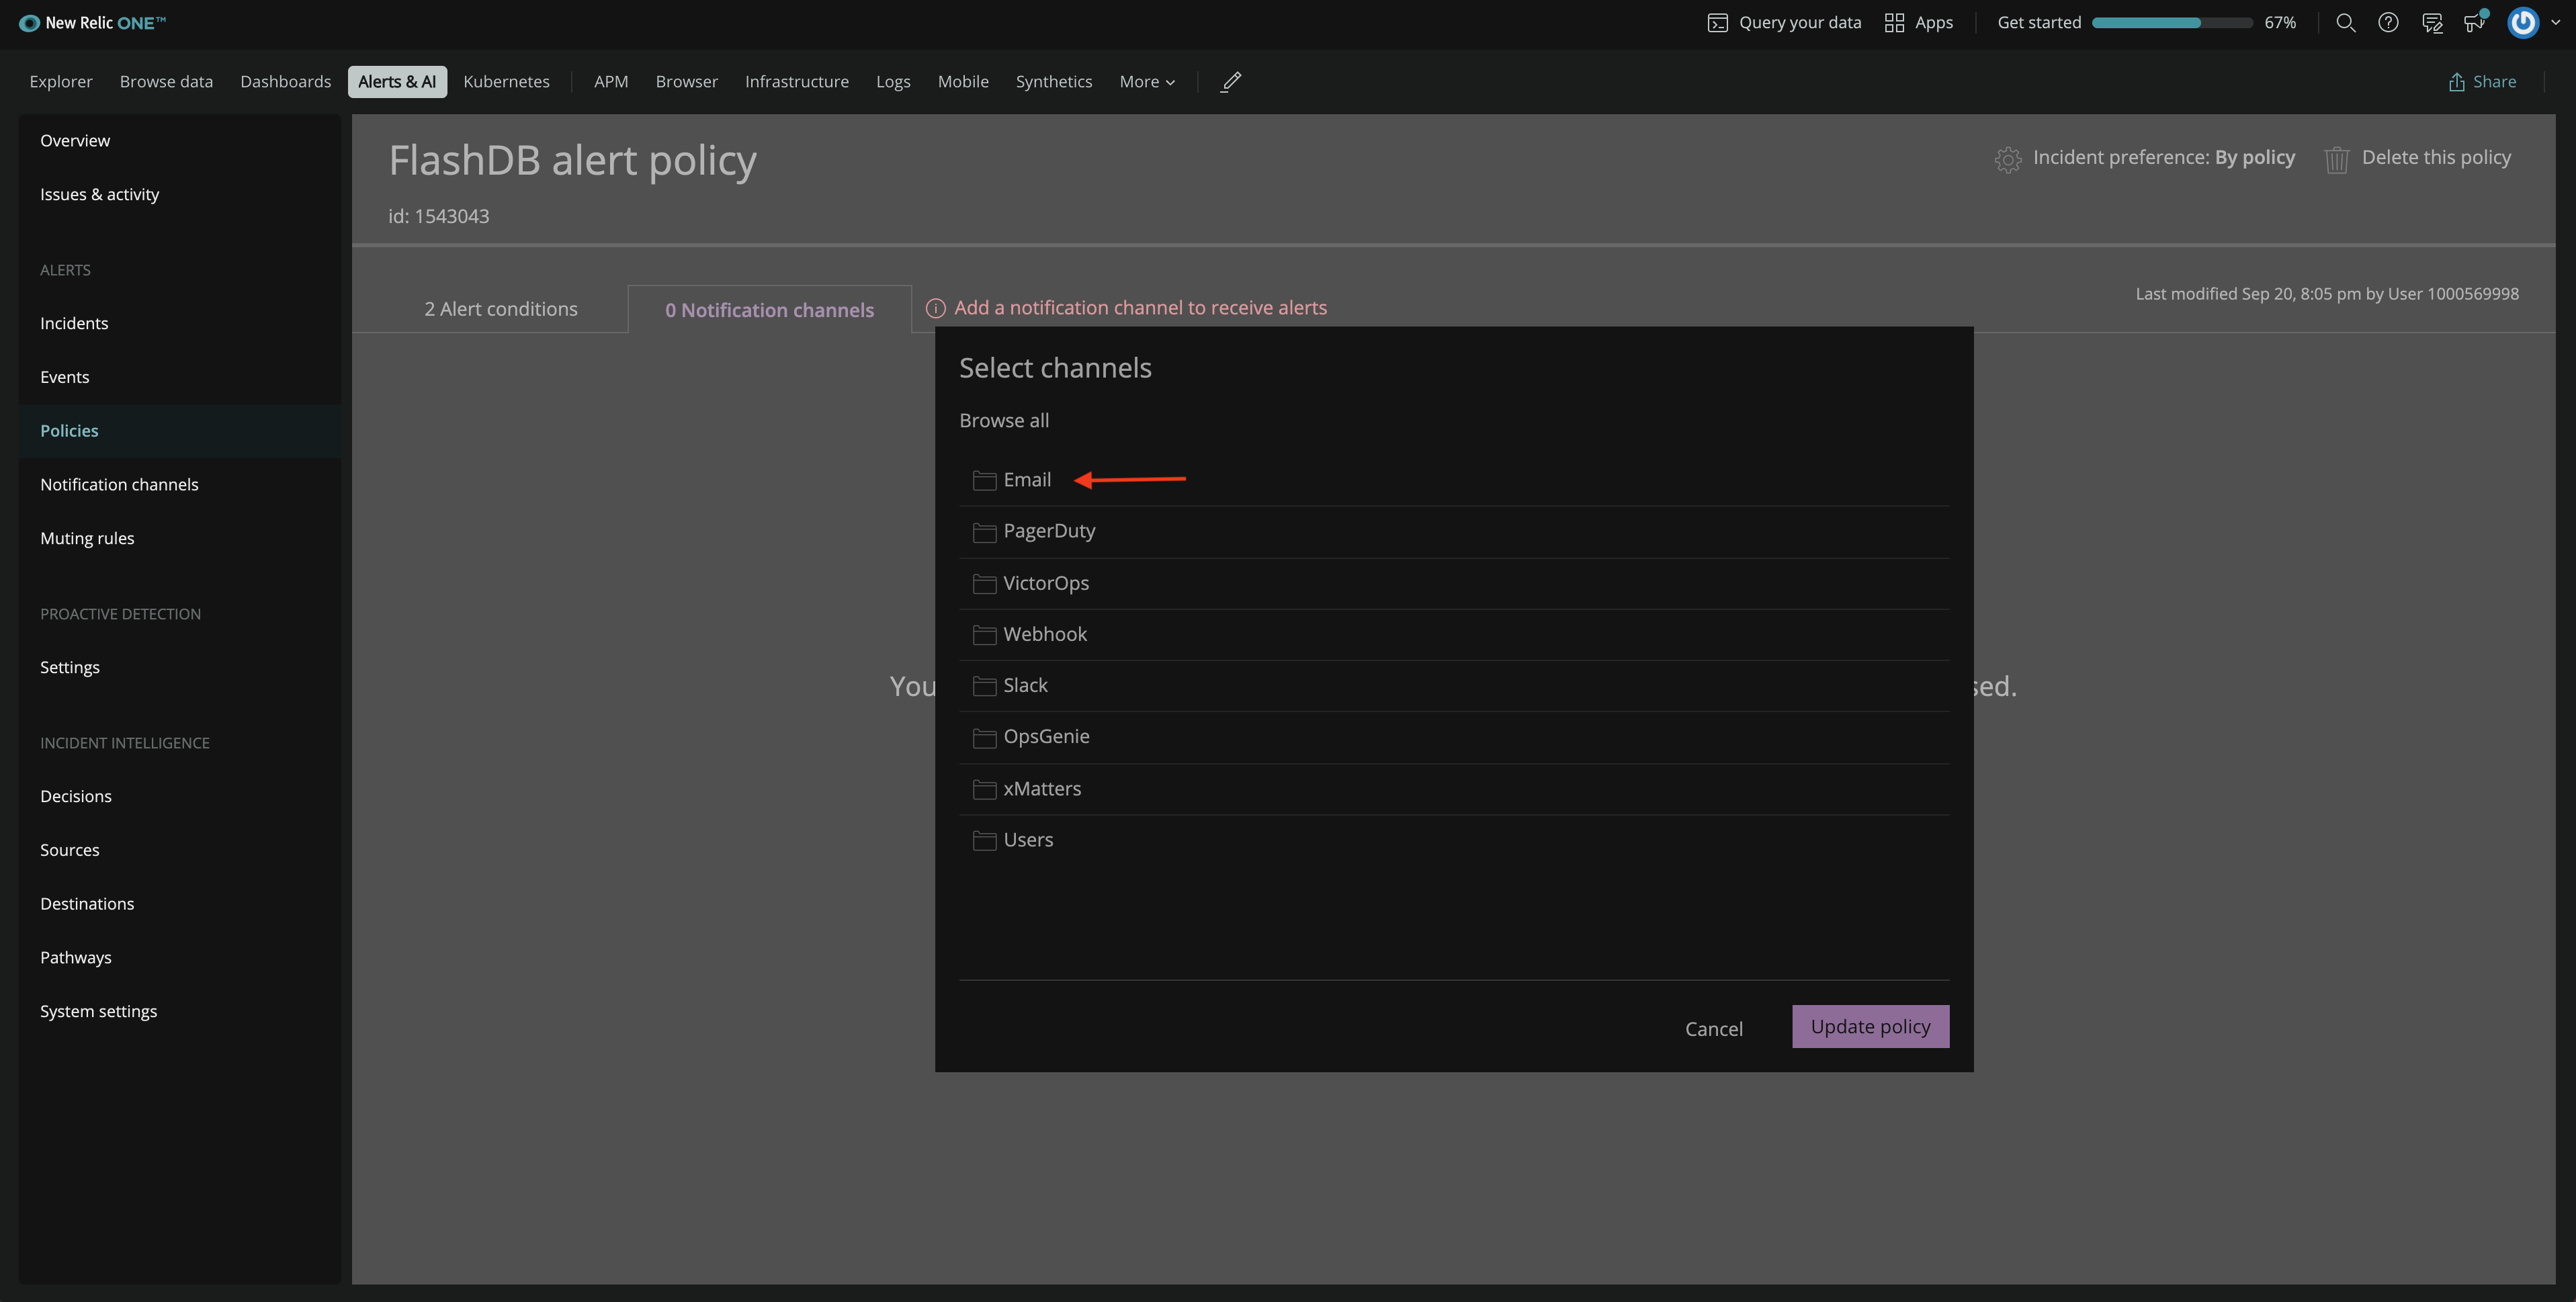 New Relic ONE™
Query your data
Apps
Get started
67%
Explorer
Browse data
Dashboards
Alerts & AI
Kubernetes
APM
Browser
Infrastructure
Logs
Mobile
Synthetics
More
Share
Overview
Issues & activity
ALERTS
Incidents
Events
Policies
Notification channels
Muting rules
PROACTIVE DETECTION
Settings
INCIDENT INTELLIGENCE
Decisions
Sources
Destinations
Pathways
System settings
FlashDB alert policy
id: 1543043
Incident preference: By policy
Delete this policy
2 Alert conditions
0 Notification channels
Add a notification channel to receive alerts
Last modified Sep 20, 8:05 pm by User 1000569998
You
sed.
Select channels
Browse all
Email
PagerDuty
VictorOps
Webhook
Slack
OpsGenie
xMatters
Users
Cancel
Update policy